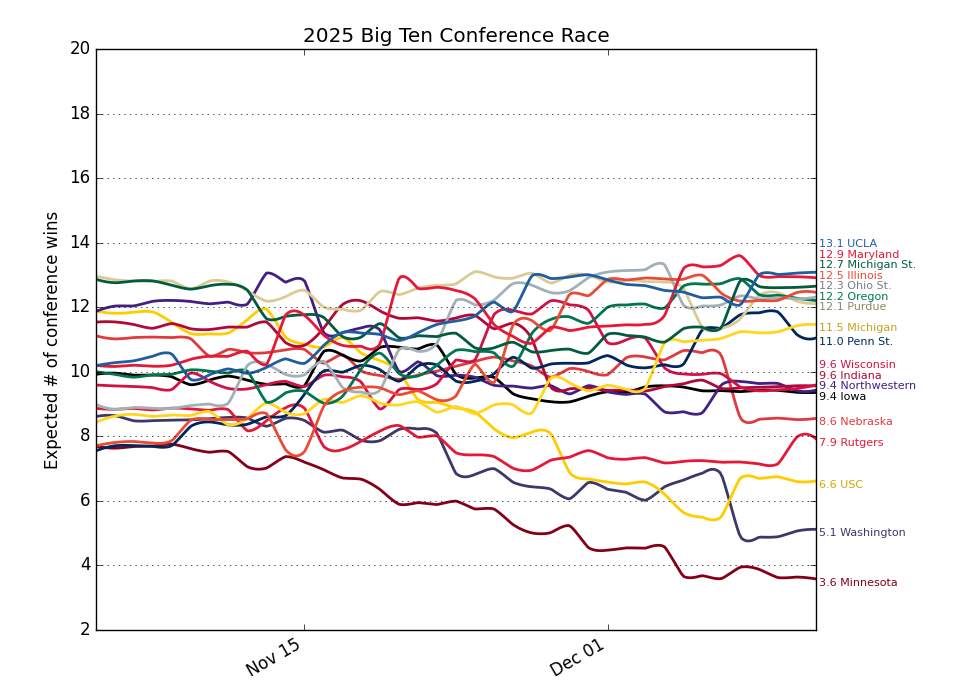 2025 Big Ten Conference Race
Expected # of conference wins
20
18
16
14
12
10
8
6
4
2
Nov 15
Dec 01
13.1 UCLA
12.9 Maryland
12.7 Michigan St.
12.5 Illinois
12.3 Ohio St.
12.2 Oregon
12.1 Purdue
11.5 Michigan
11.0 Penn St.
9.6 Wisconsin
9.6 Indiana
9.4 Northwestern
9.4 Iowa
8.6 Nebraska
7.9 Rutgers
6.6 USC
5.1 Washington
3.6 Minnesota